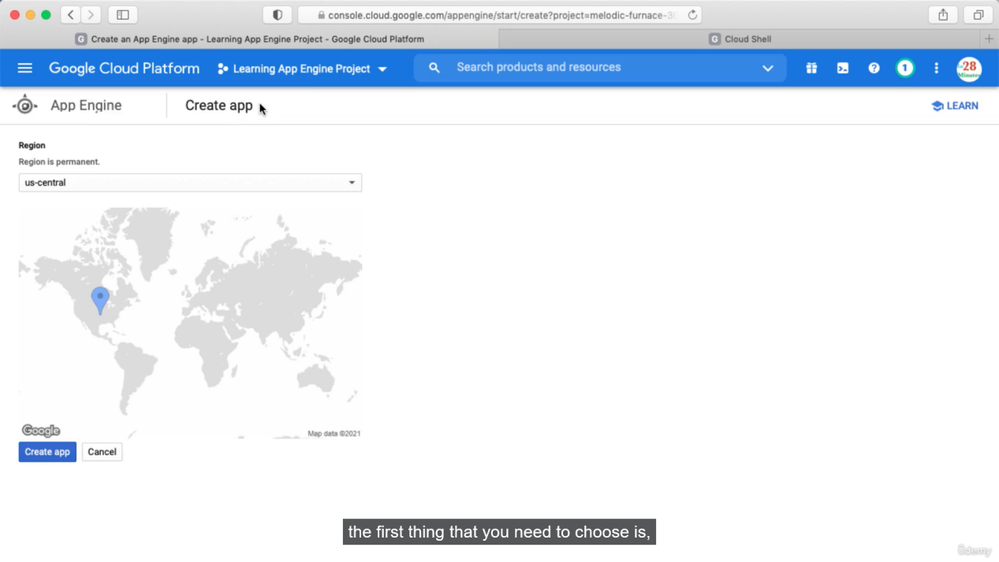 console.cloud.google.com/appengine/start/create?project=melodic-furnace-30
Create an App Engine app - Learning App Engine Project - Google Cloud Platform
Cloud Shell
Google Cloud Platform
Learning App Engine Project
Search products and resources
1
28
Minutes
App Engine
Create app
LEARN
Region
Region is permanent.
us-central
Google
Map data ©2021
Create app
Cancel
the first thing that you need to choose is,
ûdemy